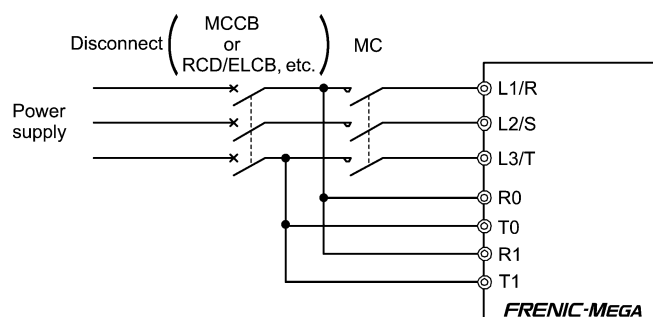 Disconnect
( MCCB
or
RCD/ELCB, etc. )
MC
Power
supply
L1/R
L2/S
L3/T
R0
T0
R1
T1
FRENIC-MEGA